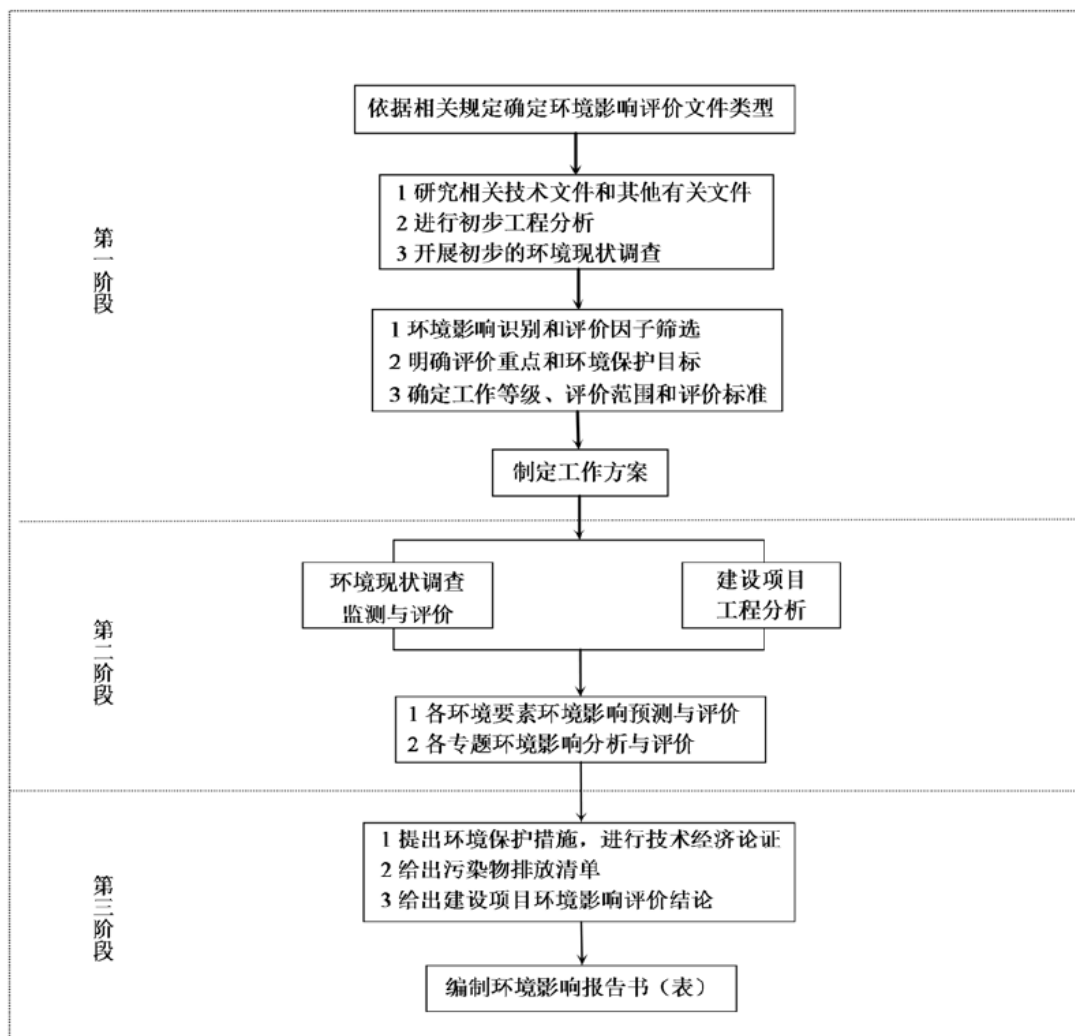 依据相关规定确定环境影响评价文件类型
1 研究相关技术文件和其他有关文件
2 进行初步工程分析
3 开展初步的环境现状调查
第一阶段
1 环境影响识别和评价因子筛选
2 明确评价重点和环境保护目标
3 确定工作等级、评价范围和评价标准
制定工作方案
环境现状调查
监测与评价
建设项目
工程分析
第二阶段
1 各环境要素环境影响预测与评价
2 各专题环境影响分析与评价
1 提出环境保护措施，进行技术经济论证
2 给出污染物排放清单
3 给出建设项目环境影响评价结论
第三阶段
编制环境影响报告书（表）